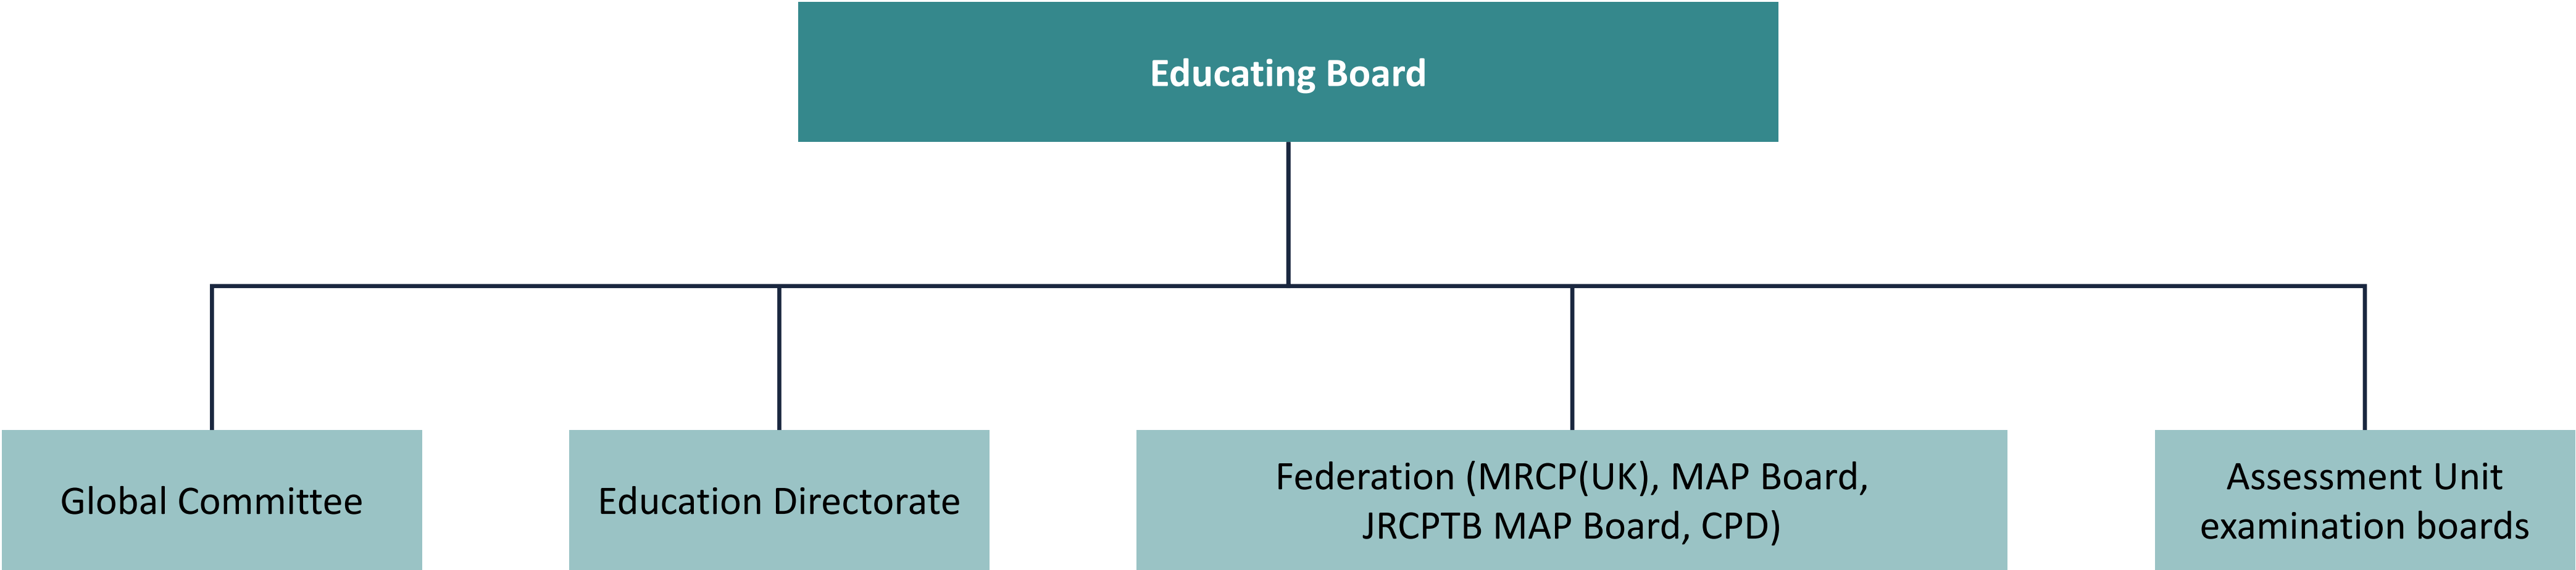 Educating Board
Global Committee
Education Directorate
Federation (MRCP(UK), MAP Board,
JRCPTB MAP Board, CPD)
Assessment Unit
examination boards